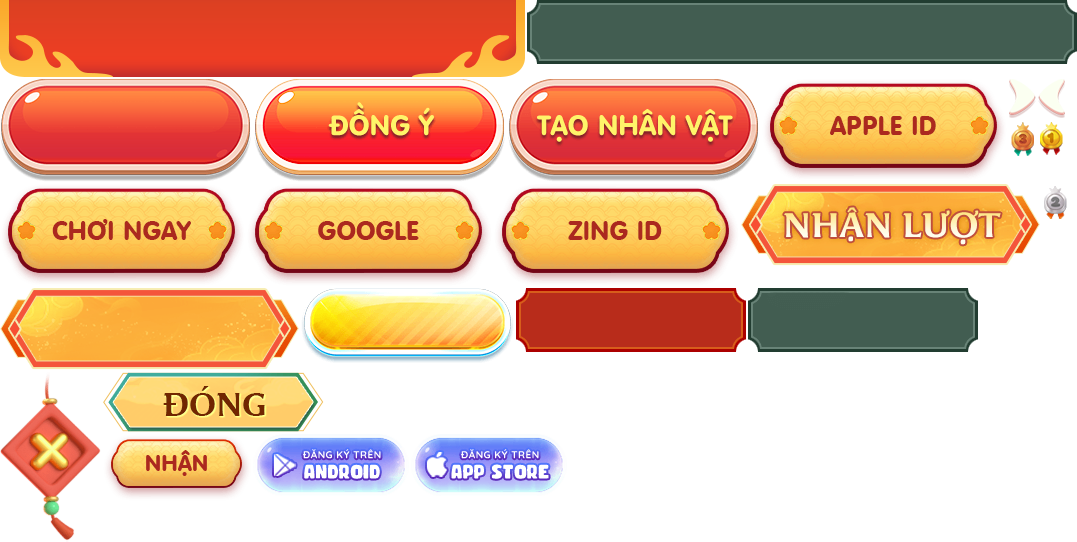 ĐỒNG Ý
TẠO NHÂN VẬT
APPLE ID
3
1
CHƠI NGAY
GOOGLE
ZING ID
NHẬN LƯỢT
2
ĐÓNG
NHẬN
ĐĂNG KÝ TRÊN
ANDROID
ĐĂNG KÝ TRÊN
APP STORE